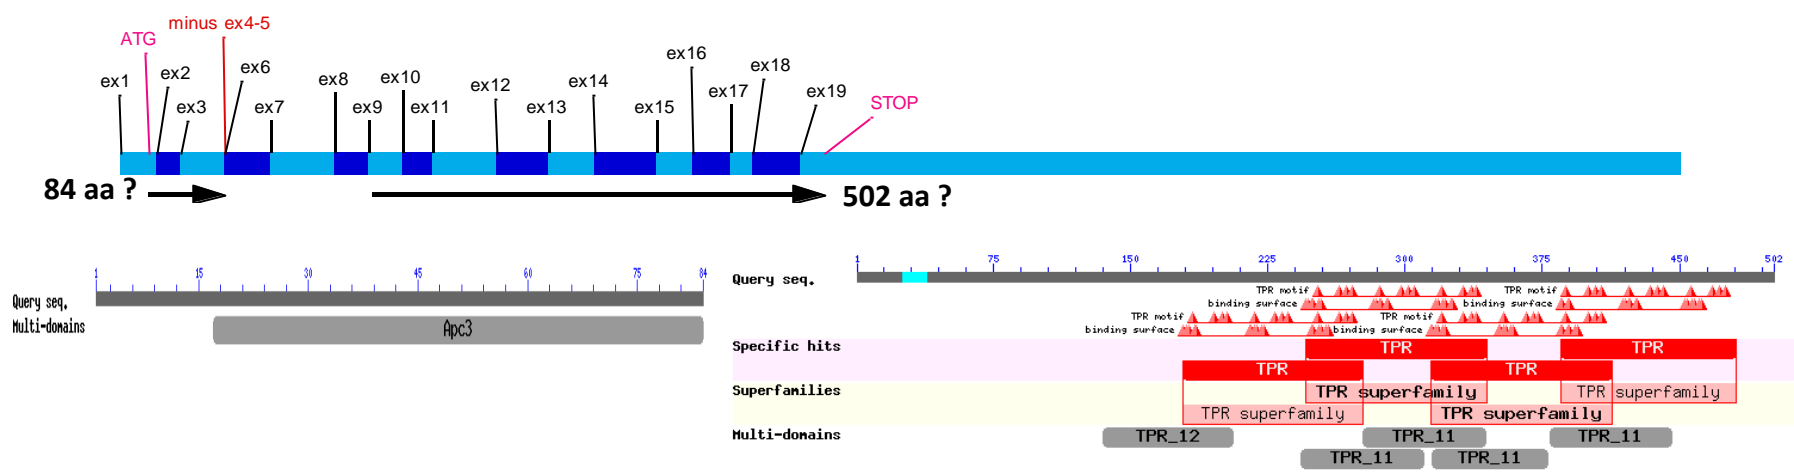 minus ex4-5
ATG
ex1
ex2
ex3
ex6
ex7
ex8
ex9
ex10
ex11
ex12
ex13
ex14
ex15
ex16
ex17
ex18
ex19
STOP
84 aa ?
502 aa ?
1 15 30 45 60 75 84
Query seq.
Multi-domains
Apc3
1 75 150 225 300 375 450 502
Query seq.
TPR motif TPR motif
binding surface binding surface
TPR motif TPR motif
binding surface binding surface
Specific hits
TPR TPR
TPR TPR
Superfamilies
TPR superfamily TPR superfamily
TPR superfamily TPR superfamily
Multi-domains
TPR_12 TPR_11 TPR_11
TPR_11 TPR_11